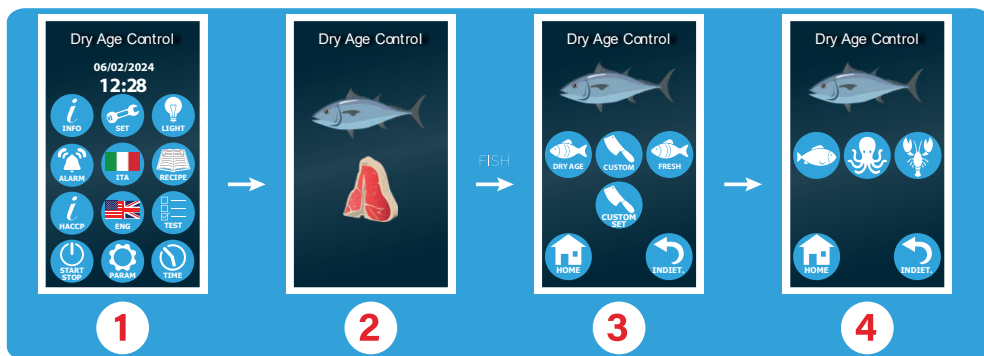 Dry Age Control
06/02/2024
12:28
INFO
SET
LIGHT
ALARM
ITA
RECIPE
HACCP
ENG
TEST
START
STOP
PARAM
TIME
1
Dry Age Control
2
FISH
Dry Age Control
DRY AGE
CUSTOM
FRESH
CUSTOM
SET
HOME
INDIET.
3
Dry Age Control
HOME
INDIET.
4